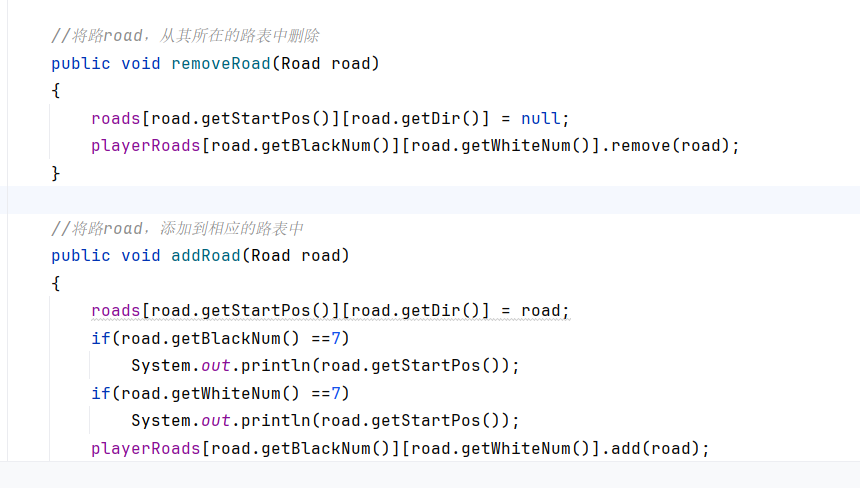 //将路road，从其所在的路表中删除
public void removeRoad(Road road)
{
roads[road.getStartPos()][road.getDir()] = null;
playerRoads[road.getBlackNum()][road.getWhiteNum()].remove(road);
}
//将路road，添加到相应的路表中
public void addRoad(Road road)
{
roads[road.getStartPos()][road.getDir()] = road;
if(road.getBlackNum() ==7)
System.out.println(road.getStartPos());
if(road.getWhiteNum() ==7)
System.out.println(road.getStartPos());
playerRoads[road.getBlackNum()][road.getWhiteNum()].add(road);